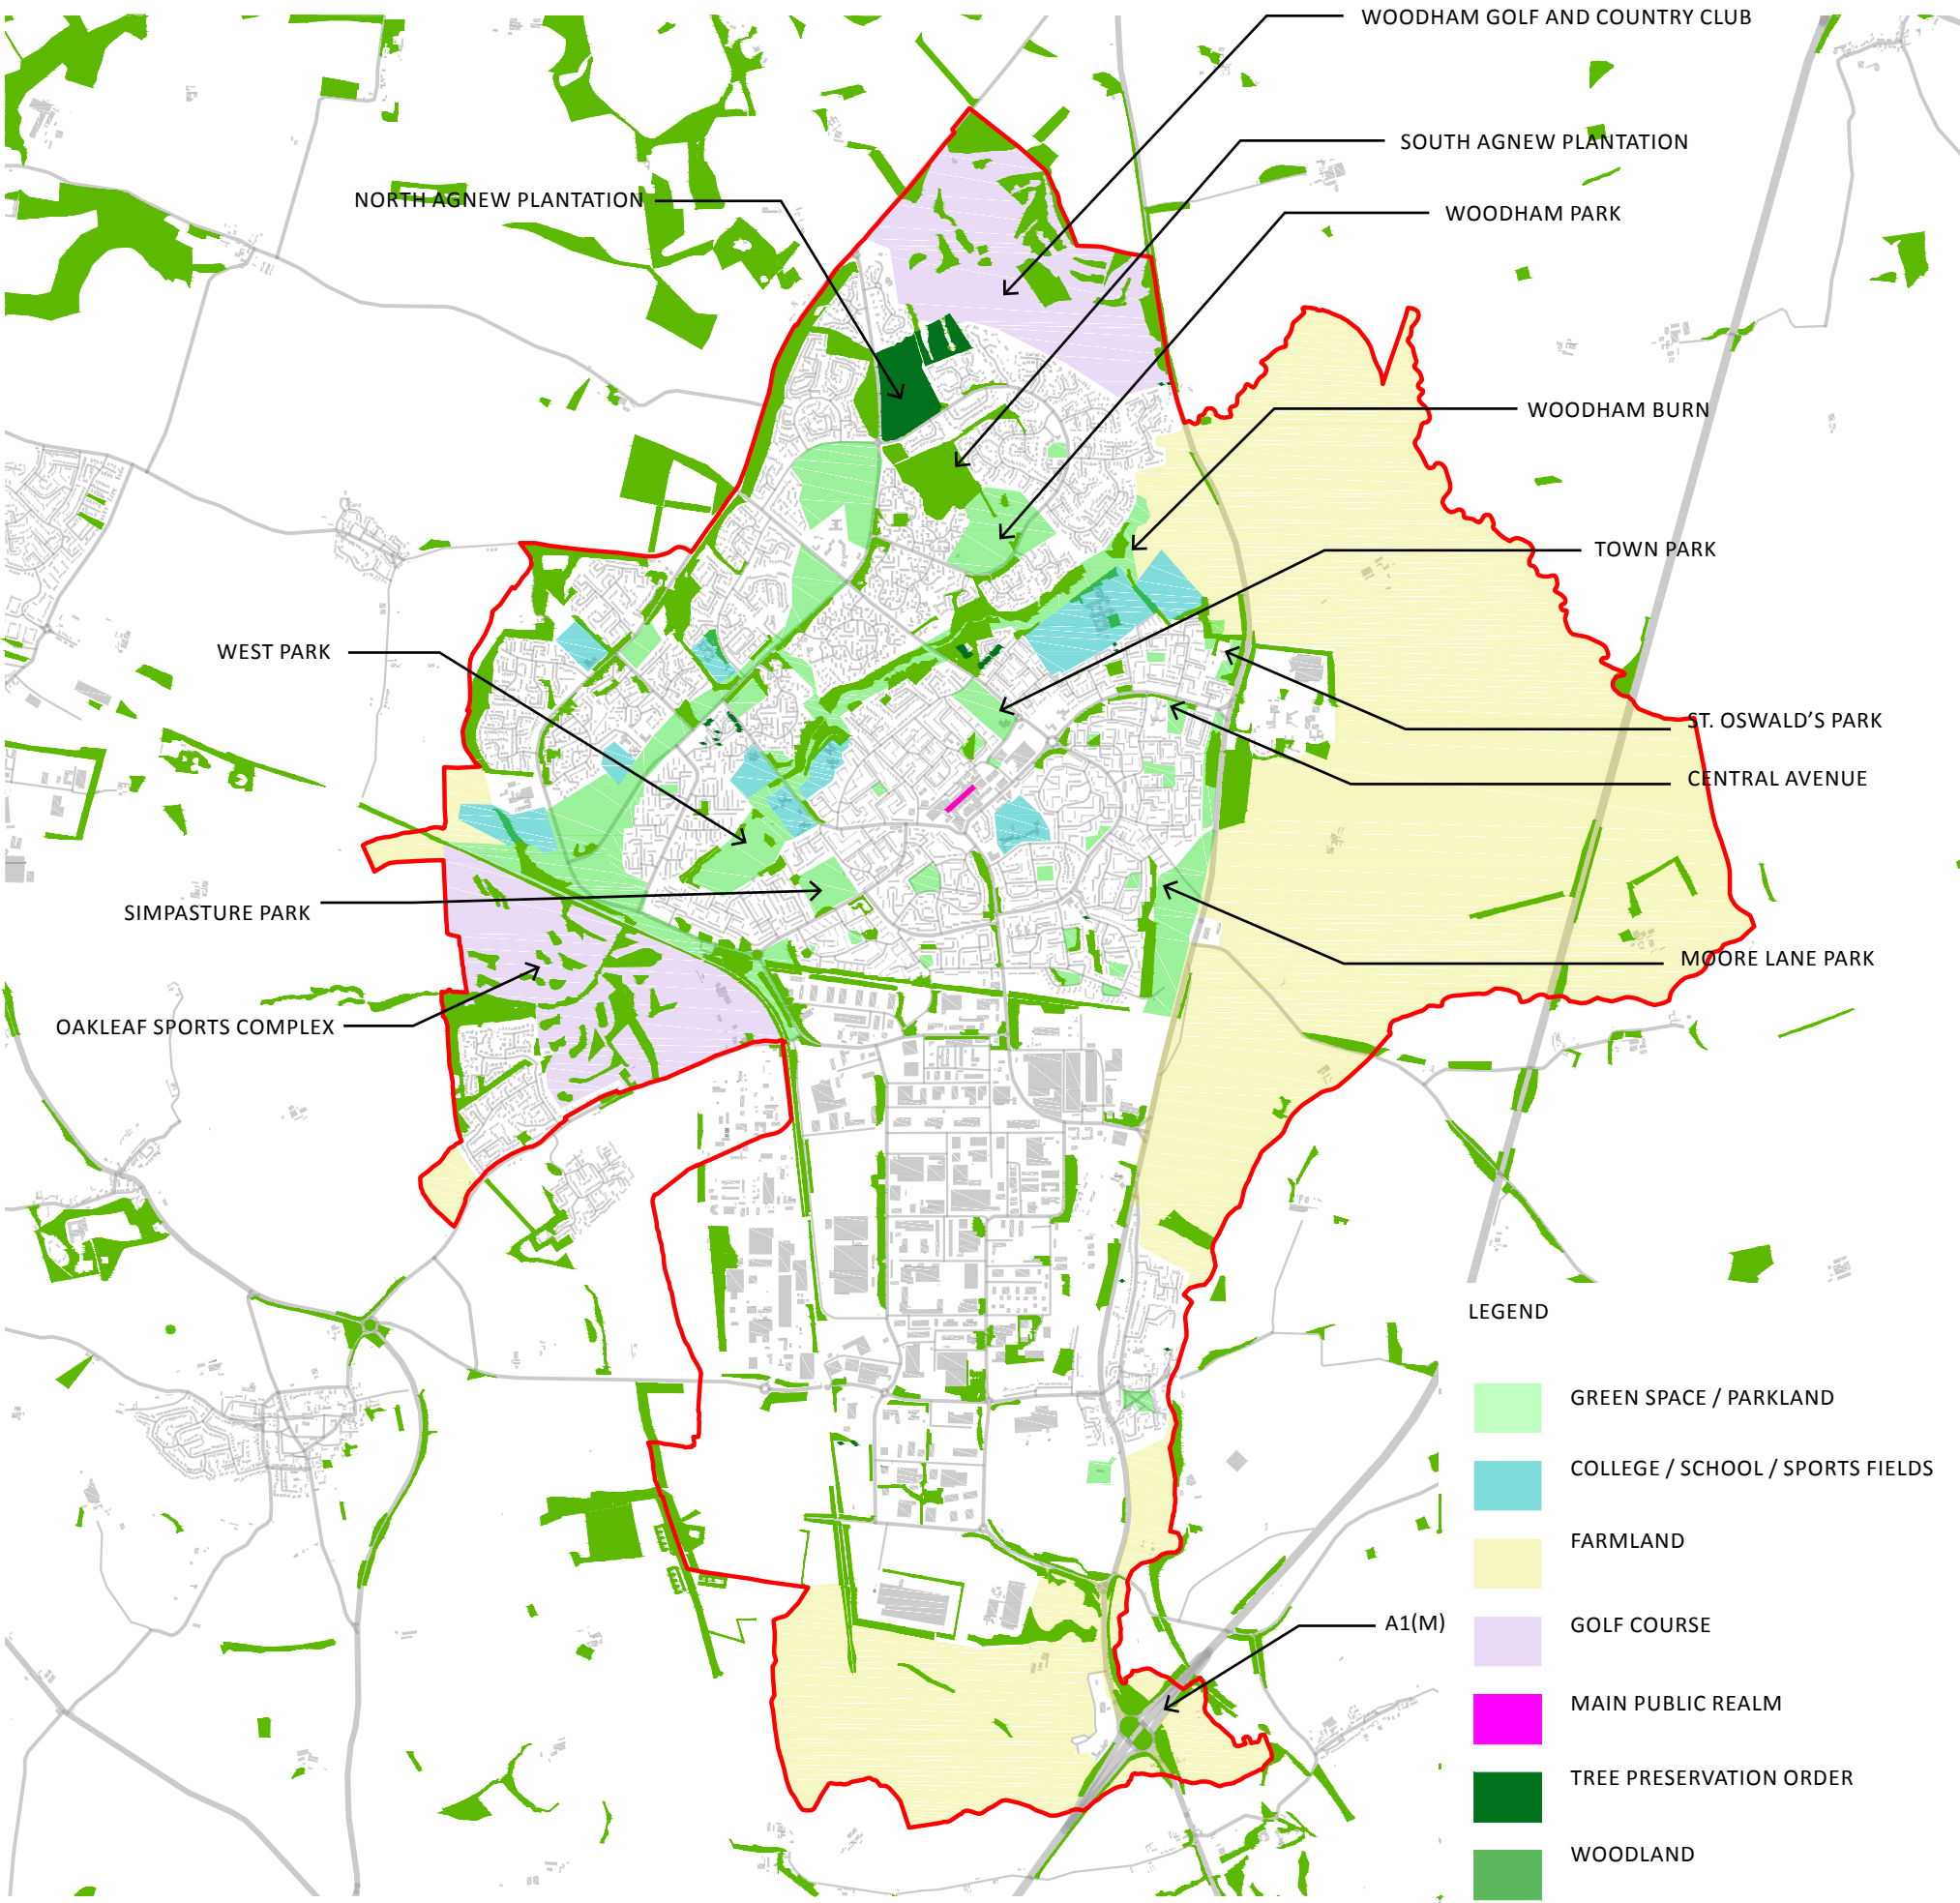 WOODHAM GOLF AND COUNTRY CLUB
SOUTH AGNEW PLANTATION
NORTH AGNEW PLANTATION
WOODHAM PARK
WOODHAM BURN
TOWN PARK
WEST PARK
ST. OSWALD'S PARK
CENTRAL AVENUE
SIMPASTURE PARK
MOORE LANE PARK
OAKLEAF SPORTS COMPLEX
A1(M)
LEGEND
GREEN SPACE / PARKLAND
COLLEGE / SCHOOL / SPORTS FIELDS
FARMLAND
GOLF COURSE
MAIN PUBLIC REALM
TREE PRESERVATION ORDER
WOODLAND